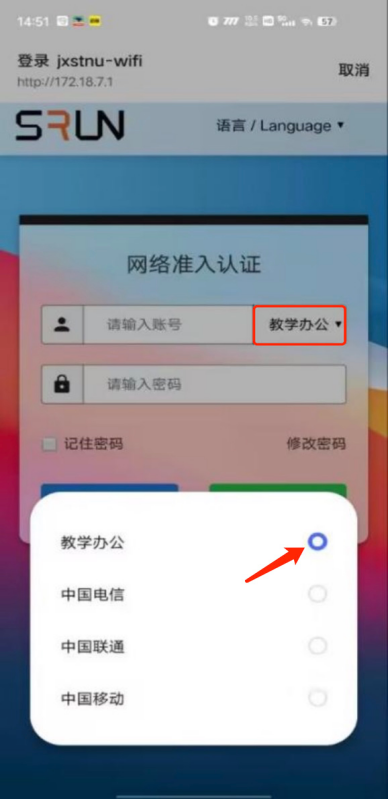 14:51
57
登录 jxstnu-wifi
http://172.18.7.1
取消
SRUN
语言 / Language
网络准入认证
请输入账号
教学办公
请输入密码
记住密码
修改密码
教学办公
中国电信
中国联通
中国移动